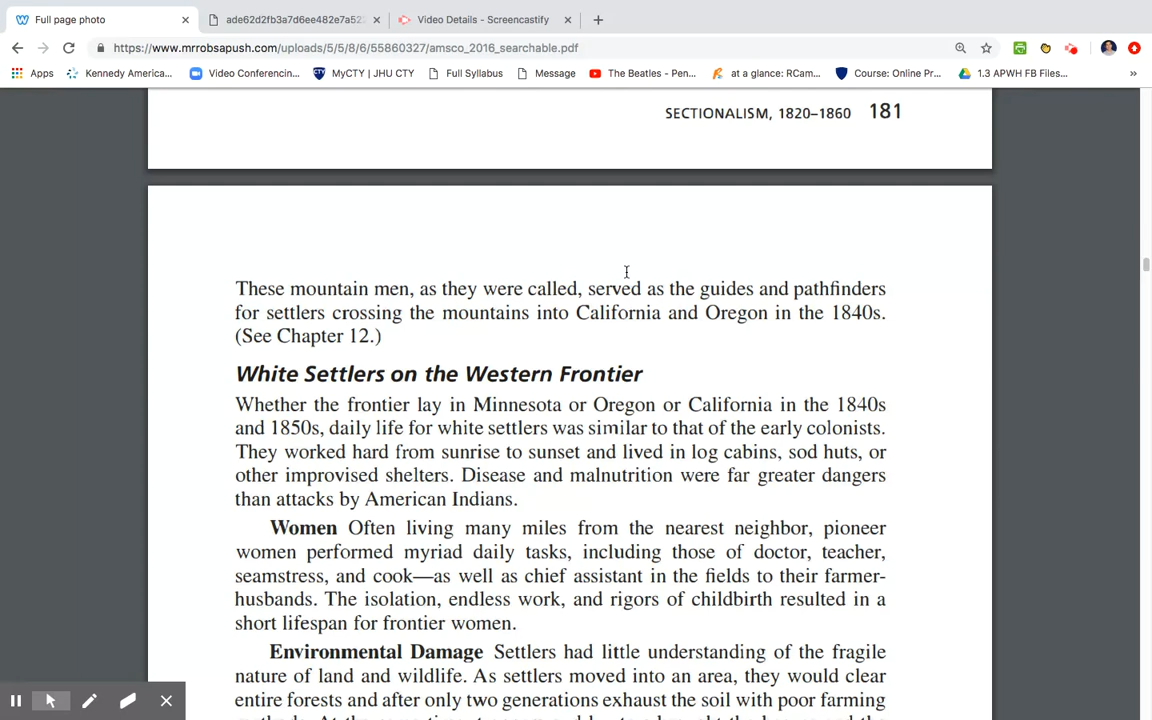 Full page photo
ade62d2fb3a7d6ee482e7a522
Video Details - Screencastify
https://www.mrrobsapush.com/uploads/5/5/8/6/55860327/amsco_2016_searchable.pdf
Apps
Kennedy America...
Video Conferencin...
MyCTY | JHU CTY
Full Syllabus
Message
The Beatles - Pen...
at a glance: RCam...
Course: Online Pr...
1.3 APWH FB Files...
»
SECTIONALISM, 1820–1860 181
These mountain men, as they were called, served as the guides and pathfinders
for settlers crossing the mountains into California and Oregon in the 1840s.
(See Chapter 12.)
White Settlers on the Western Frontier
Whether the frontier lay in Minnesota or Oregon or California in the 1840s
and 1850s, daily life for white settlers was similar to that of the early colonists.
They worked hard from sunrise to sunset and lived in log cabins, sod huts, or
other improvised shelters. Disease and malnutrition were far greater dangers
than attacks by American Indians.
Women Often living many miles from the nearest neighbor, pioneer
women performed myriad daily tasks, including those of doctor, teacher,
seamstress, and cook—as well as chief assistant in the fields to their farmer-
husbands. The isolation, endless work, and rigors of childbirth resulted in a
short lifespan for frontier women.
Environmental Damage Settlers had little understanding of the fragile
nature of land and wildlife. As settlers moved into an area, they would clear
entire forests and after only two generations exhaust the soil with poor farming